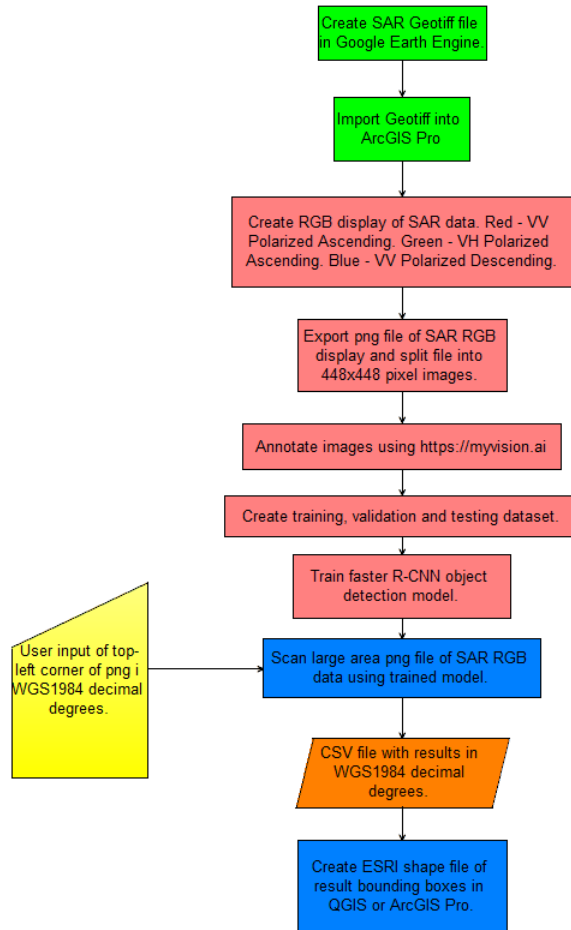 Create SAR Geotiff file
in Google Earth Engine.
Import Geotiff into
ArcGIS Pro
Create RGB display of SAR data. Red - VV
Polarized Ascending. Green - VH Polarized
Ascending. Blue - VV Polarized Descending.
Export png file of SAR RGB
display and split file into
448x448 pixel images.
Annotate images using https://myvision.ai
Create training, validation and testing dataset.
Train faster R-CNN object
detection model.
User input of top-
left corner of png i
WGS1984 decimal
degrees.
Scan large area png file of SAR RGB
data using trained model.
CSV file with results in
WGS1984 decimal
degrees.
Create ESRI shape file of
result bounding boxes in
QGIS or ArcGIS Pro.